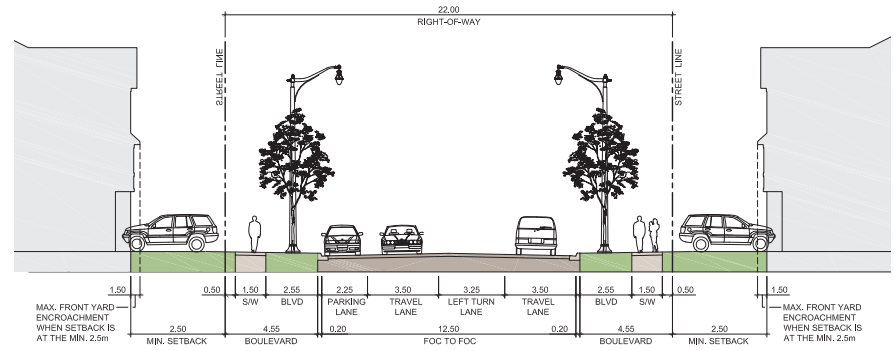 22.00
RIGHT-OF-WAY
STREET LINE
STREET LINE
1.50
0.50
1.50
2.55
2.25
3.50
3.25
3.50
2.55
1.50
0.50
1.50
S/W
BLVD
PARKING LANE
TRAVEL LANE
LEFT TURN LANE
TRAVEL LANE
BLVD
S/W
MAX. FRONT YARD
ENCROACHMENT
WHEN SETBACK IS
AT THE MIN. 2.5m
MAX. FRONT YARD
ENCROACHMENT
WHEN SETBACK IS
AT THE MIN. 2.5m
2.50
4.55
0.20
12.50
0.20
4.55
2.50
MIN. SETBACK
BOULEVARD
FOC TO FOC
BOULEVARD
MIN. SETBACK